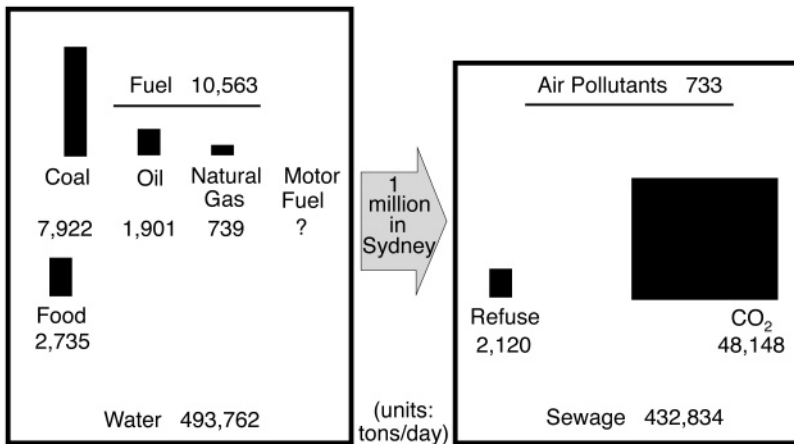 Fuel 10,563
Coal Oil Natural Gas Motor Fuel
7,922 1,901 739 ?
Food
2,735
Water 493,762
1
million
in
Sydney
(units:
tons/day)
Air Pollutants 733
Refuse CO₂
2,120 48,148
Sewage 432,834